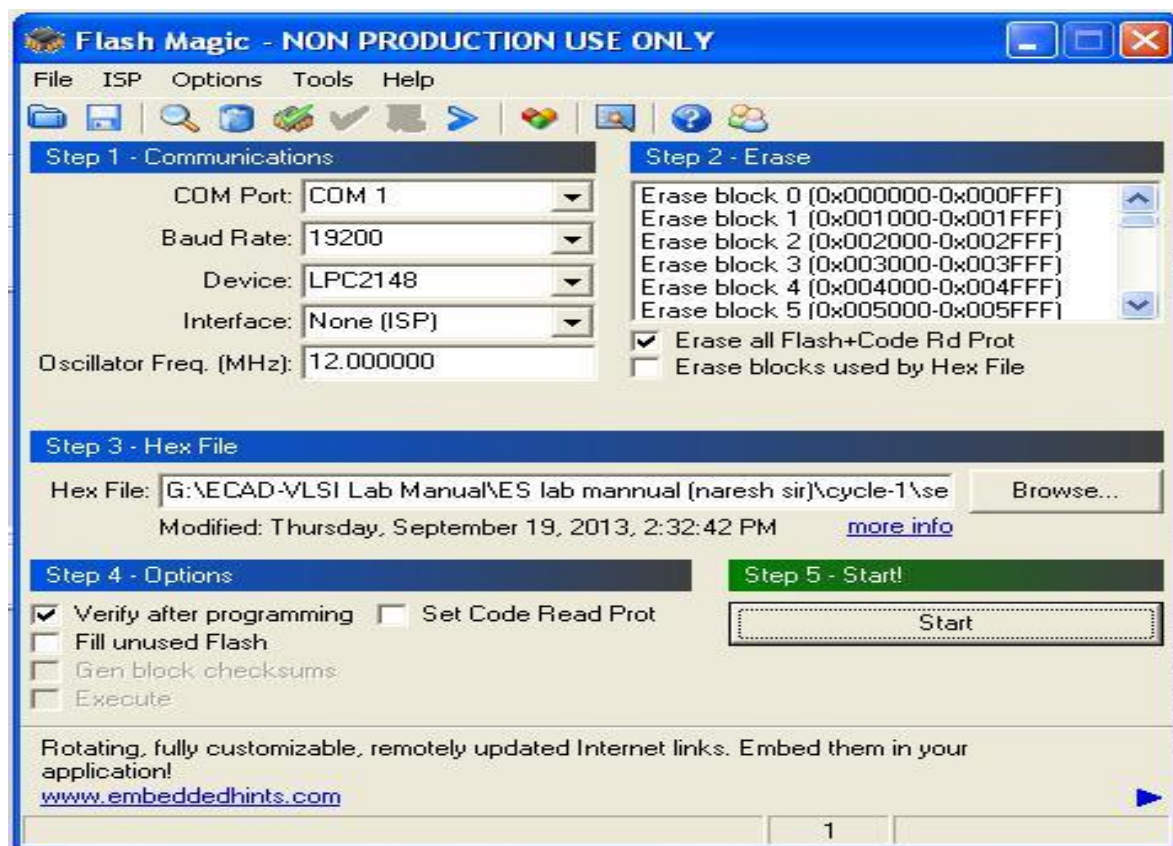 Flash Magic - NON PRODUCTION USE ONLY
File ISP Options Tools Help
Step 1 - Communications
COM Port: COM 1
Baud Rate: 19200
Device: LPC2148
Interface: None (ISP)
Oscillator Freq. (MHz): 12.000000
Step 2 - Erase
Erase block 0 (0x000000-0x000FFF)
Erase block 1 (0x001000-0x001FFF)
Erase block 2 (0x002000-0x002FFF)
Erase block 3 (0x003000-0x003FFF)
Erase block 4 (0x004000-0x004FFF)
Erase block 5 (0x005000-0x005FFF)
Erase all Flash+Code Rd Prot
Erase blocks used by Hex File
Step 3 - Hex File
Hex File: G:\ECAD-VLSI Lab Manual\ES lab mannual (naresh sir)\cycle-1\se Browse...
Modified: Thursday, September 19, 2013, 2:32:42 PM more info
Step 4 - Options
Verify after programming Set Code Read Prot
Fill unused Flash
Gen block checksums
Execute
Step 5 - Start!
Start
Rotating, fully customizable, remotely updated Internet links. Embed them in your
application!
www.embeddedhints.com
1